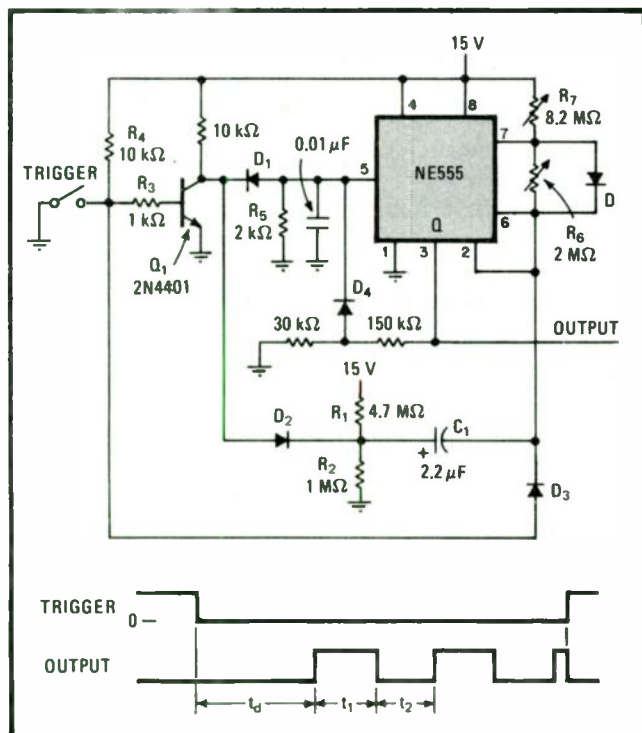 15 V
R₄
10 kΩ
TRIGGER
R₃
1 kΩ
Q₁
2N4401
10 kΩ
D₁
0.01 µF
R₅
2 kΩ
4
8
5
NE555
7
6
Q
1
3
2
R₇
8.2 MΩ
D
R₆
2 MΩ
D₄
30 kΩ
150 kΩ
OUTPUT
15 V
D₂
R₁
4.7 MΩ
C₁
+
2.2 µF
R₂
1 MΩ
D₃
TRIGGER
0 —
OUTPUT
t_d
t₁
t₂